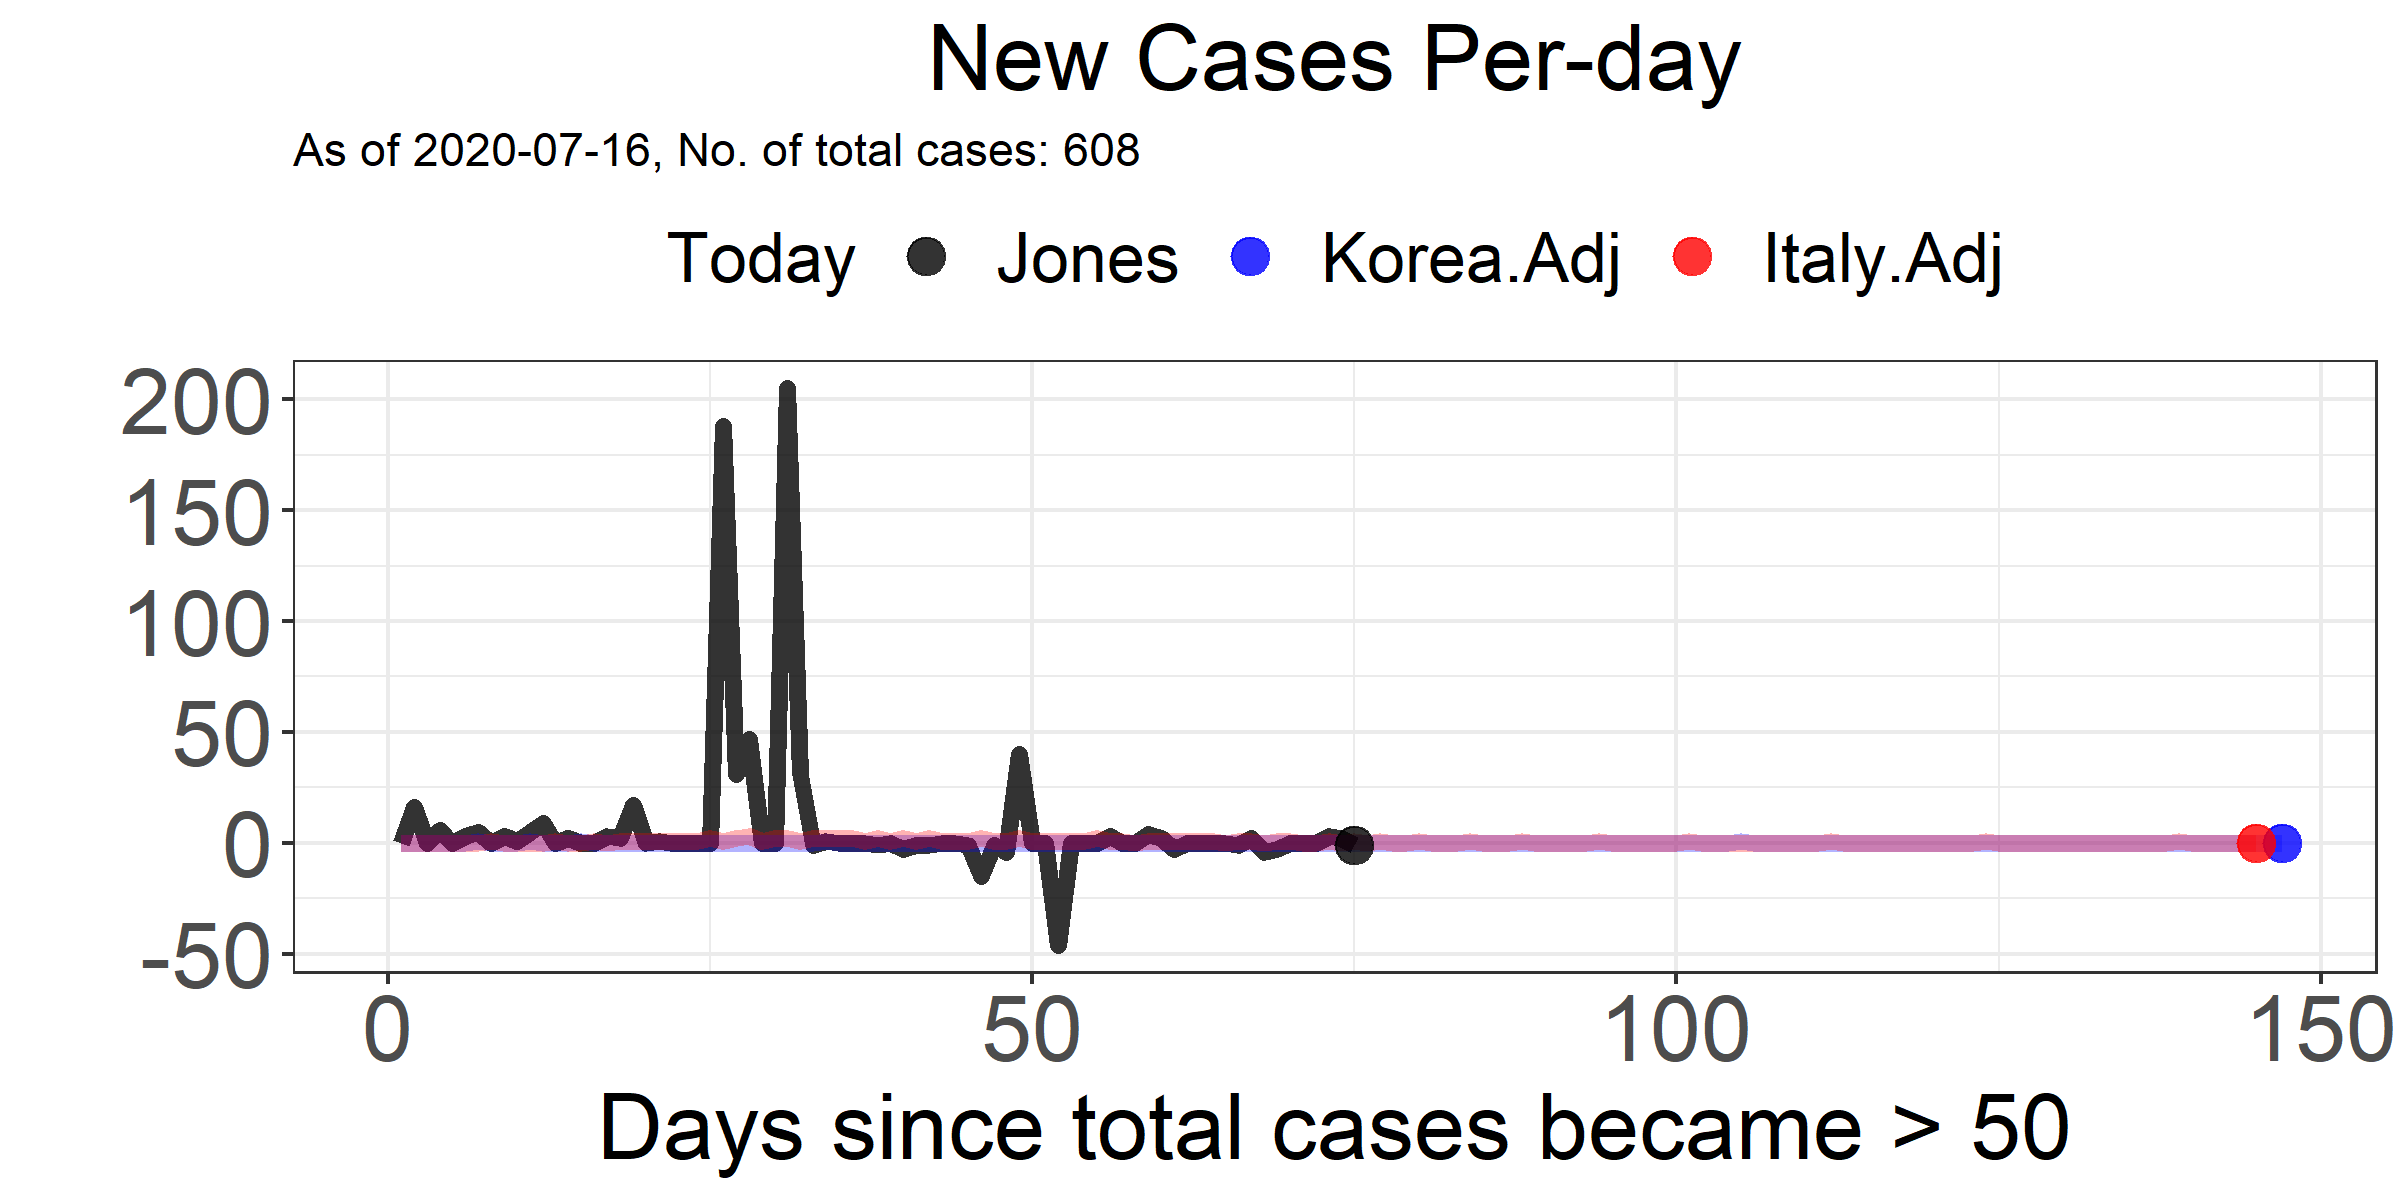 New Cases Per-day
As of 2020-07-16, No. of total cases: 608
Today Jones Korea.Adj Italy.Adj
200
150
100
50
0
-50
0 50 100 150
Days since total cases became > 50